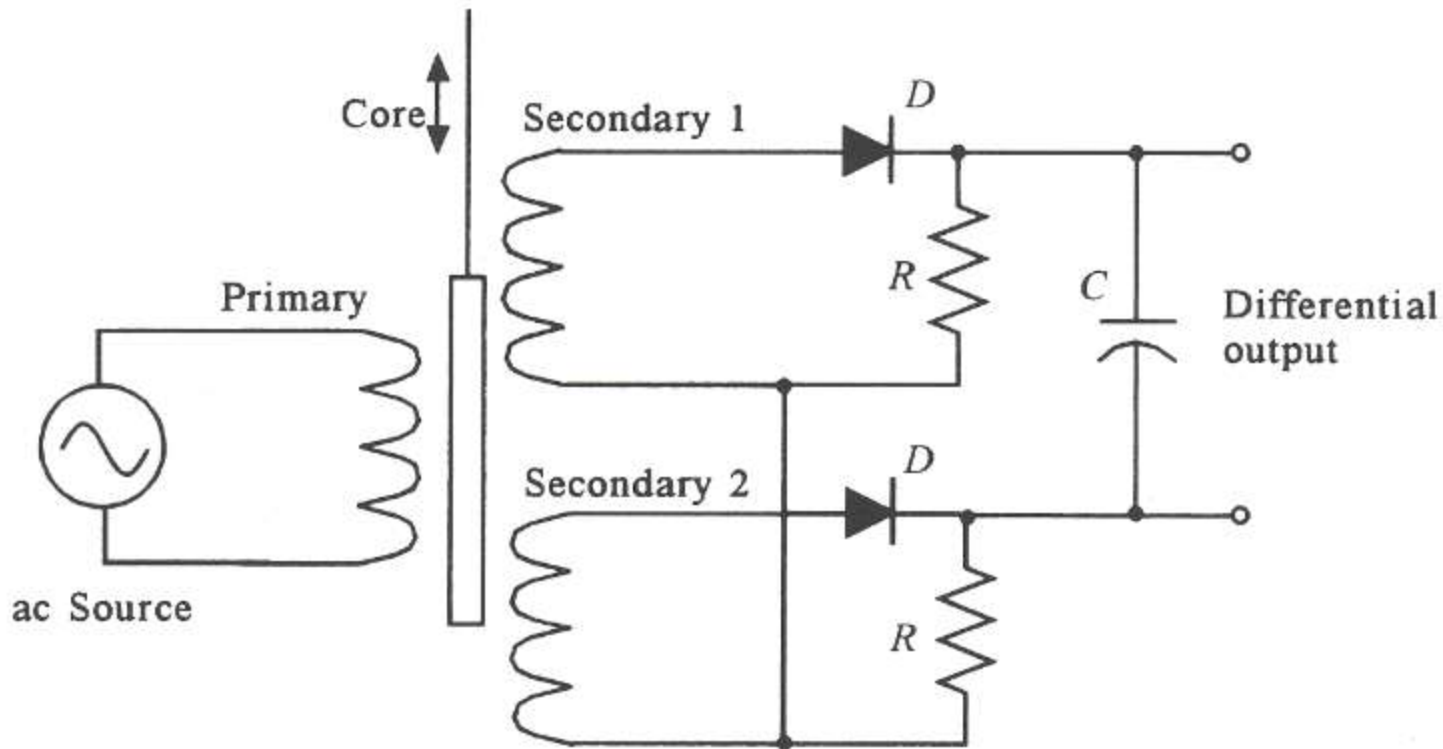 Core
Secondary 1
D
Primary
R
C
Differential
output
Secondary 2
D
ac Source
R